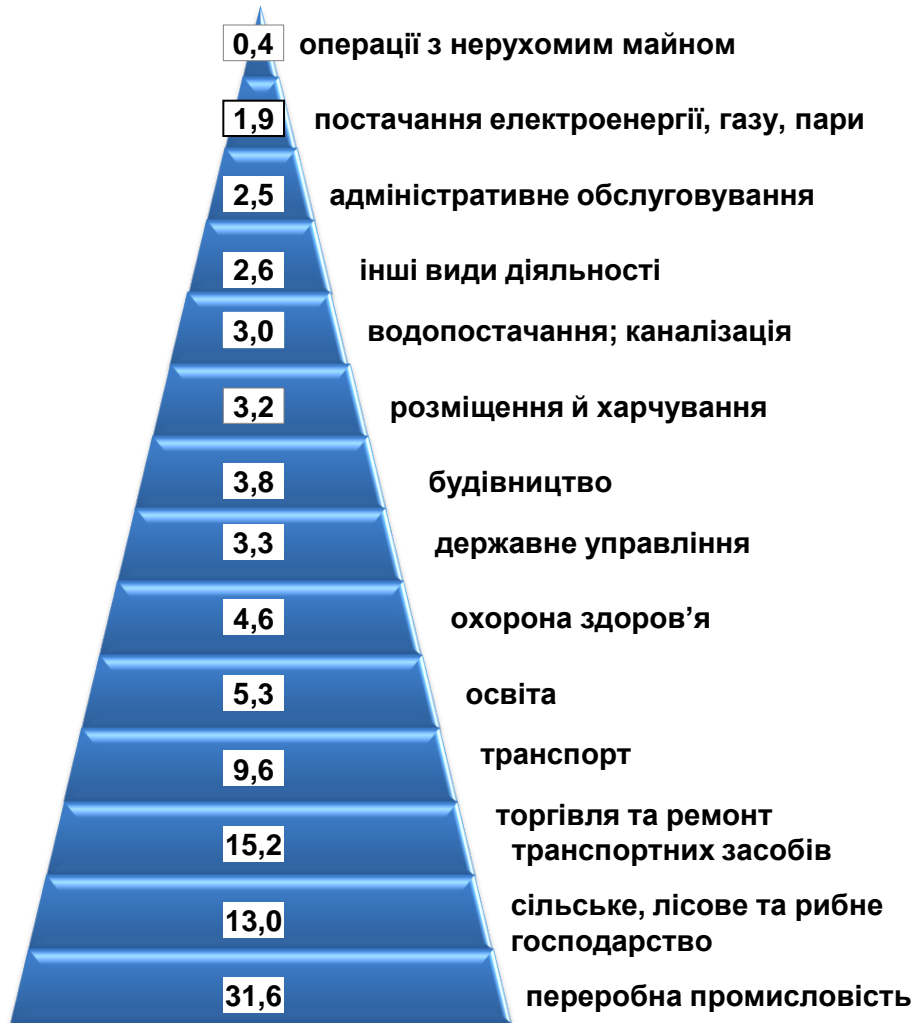 0,4 операції з нерухомим майном
1,9 постачання електроенергії, газу, пари
2,5 адміністративне обслуговування
2,6 інші види діяльності
3,0 водопостачання; каналізація
3,2 розміщення й харчування
3,8 будівництво
3,3 державне управління
4,6 охорона здоров’я
5,3 освіта
9,6 транспорт
15,2 торгівля та ремонт
транспортних засобів
13,0 сільське, лісове та рибне
господарство
31,6 переробна промисловість